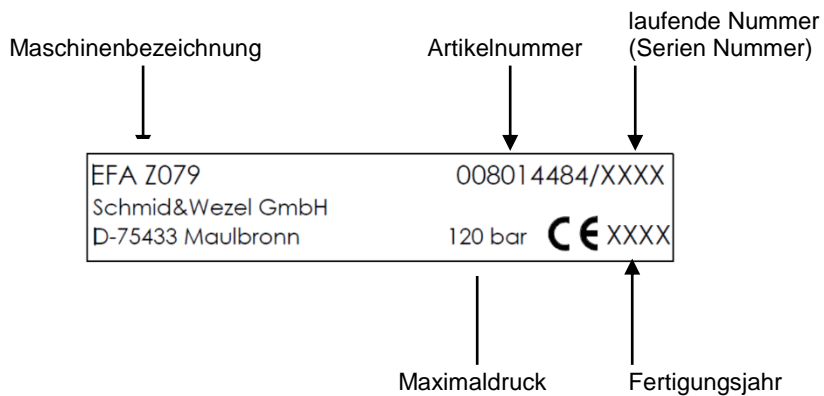 laufende Nummer
Maschinenbezeichnung Artikelnummer (Serien Nummer)
EFA Z079 008014484/XXXX
Schmid&Wezel GmbH
D-75433 Maulbronn 120 bar CE XXXX
Maximaldruck Fertigungsjahr